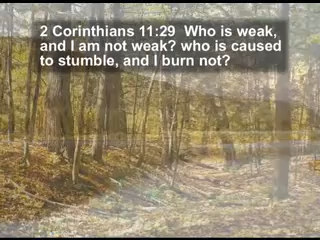 2 Corinthians 11:29  Who is weak,
and I am not weak? who is caused
to stumble, and I burn not?